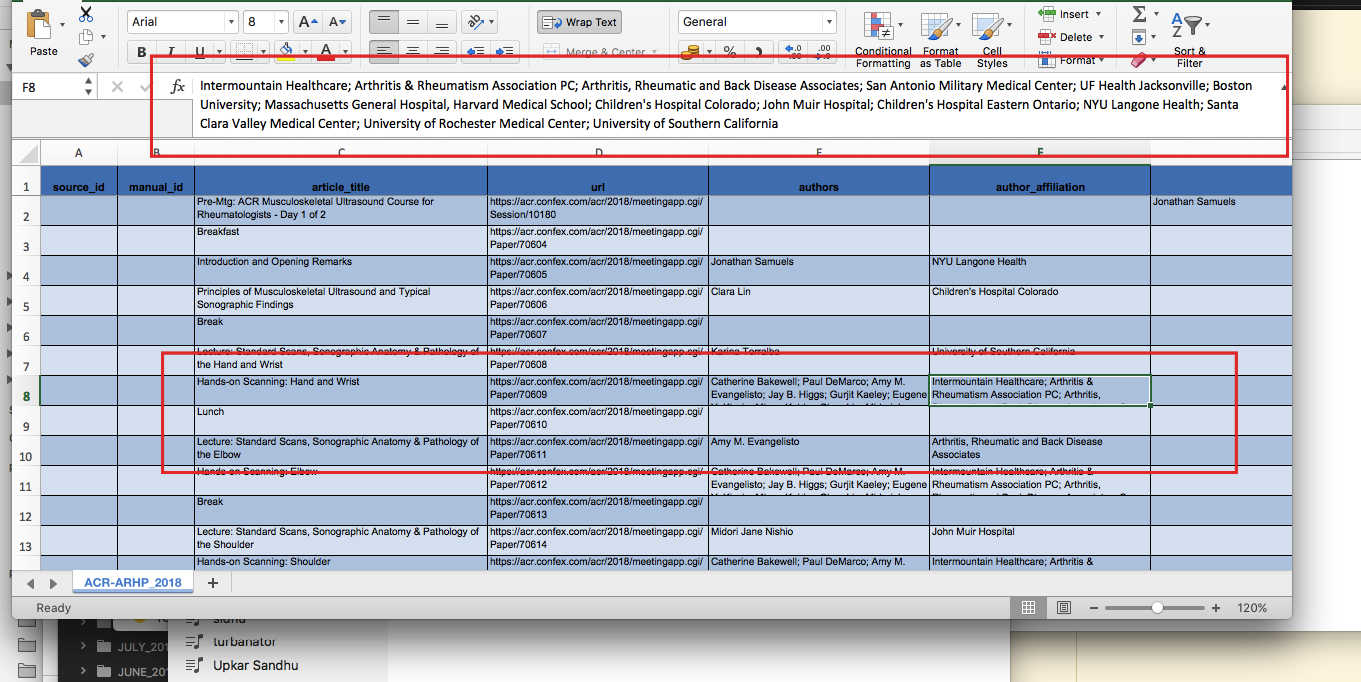 Arial
8
A
A
Wrap Text
General
Insert
Delete
Format
Paste
B I U
A
Merge & Center
%
Conditional Formatting
Format as Table
Cell Styles
Sort & Filter
F8
fx
Intermountain Healthcare; Arthritis & Rheumatism Association PC; Arthritis, Rheumatic and Back Disease Associates; San Antonio Military Medical Center; UF Health Jacksonville; Boston
University; Massachusetts General Hospital, Harvard Medical School; Children's Hospital Colorado; John Muir Hospital; Children's Hospital Eastern Ontario; NYU Langone Health; Santa
Clara Valley Medical Center; University of Rochester Medical Center; University of Southern California
A B C D E F
1 source_id manual_id article_title url authors author_affiliation
2
Pre-Mtg: ACR Musculoskeletal Ultrasound Course for
Rheumatologists - Day 1 of 2
https://acr.confex.com/acr/2018/meetingapp.cgi/
Session/10180
Jonathan Samuels
3
Breakfast
https://acr.confex.com/acr/2018/meetingapp.cgi/
Paper/70604
4
Introduction and Opening Remarks
https://acr.confex.com/acr/2018/meetingapp.cgi/
Paper/70605
Jonathan Samuels
NYU Langone Health
5
Principles of Musculoskeletal Ultrasound and Typical
Sonographic Findings
https://acr.confex.com/acr/2018/meetingapp.cgi/
Paper/70606
Clara Lin
Children's Hospital Colorado
6
Break
https://acr.confex.com/acr/2018/meetingapp.cgi/
Paper/70607
7
Lecture: Standard Scans, Sonographic Anatomy & Pathology of
the Hand and Wrist
https://acr.confex.com/acr/2018/meetingapp.cgi/
Paper/70608
Karina Torralba
University of Southern California
8
Hands-on Scanning: Hand and Wrist
https://acr.confex.com/acr/2018/meetingapp.cgi/
Paper/70609
Catherine Bakewell; Paul DeMarco; Amy M.
Evangelisto; Jay B. Higgs; Gurjit Kaeley; Eugene
Intermountain Healthcare; Arthritis &
Rheumatism Association PC; Arthritis,
9
Lunch
https://acr.confex.com/acr/2018/meetingapp.cgi/
Paper/70610
10
Lecture: Standard Scans, Sonographic Anatomy & Pathology of
the Elbow
https://acr.confex.com/acr/2018/meetingapp.cgi/
Paper/70611
Amy M. Evangelisto
Arthritis, Rheumatic and Back Disease
Associates
11
Hands-on Scanning: Elbow
https://acr.confex.com/acr/2018/meetingapp.cgi/
Paper/70612
Catherine Bakewell; Paul DeMarco; Amy M.
Evangelisto; Jay B. Higgs; Gurjit Kaeley; Eugene
Intermountain Healthcare; Arthritis &
Rheumatism Association PC; Arthritis,
12
Break
https://acr.confex.com/acr/2018/meetingapp.cgi/
Paper/70613
13
Lecture: Standard Scans, Sonographic Anatomy & Pathology of
the Shoulder
https://acr.confex.com/acr/2018/meetingapp.cgi/
Paper/70614
Midori Jane Nishio
John Muir Hospital
Hands-on Scanning: Shoulder
https://acr.confex.com/acr/2018/meetingapp.cgi/
Catherine Bakewell; Paul DeMarco; Amy M.
Intermountain Healthcare; Arthritis &
ACR-ARHP_2018
+
Ready
120%
sidhu
turbanator
Upkar Sandhu
JULY_201
JUNE_201